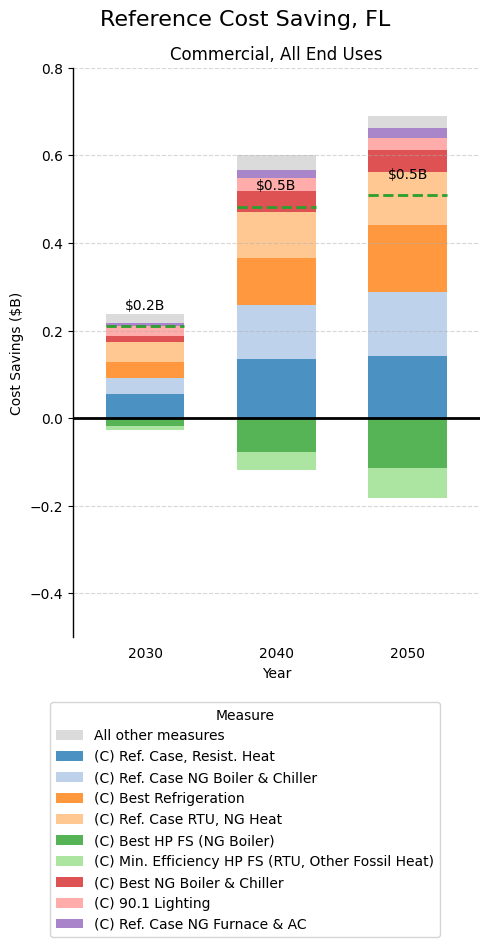 Reference Cost Saving, FL
Commercial, All End Uses
0.8
0.6
0.4
0.2
0.0
−0.2
−0.4
Cost Savings ($B)
$0.2B
$0.5B
$0.5B
2030
2040
2050
Year
Measure
All other measures
(C) Ref. Case, Resist. Heat
(C) Ref. Case NG Boiler & Chiller
(C) Best Refrigeration
(C) Ref. Case RTU, NG Heat
(C) Best HP FS (NG Boiler)
(C) Min. Efficiency HP FS (RTU, Other Fossil Heat)
(C) Best NG Boiler & Chiller
(C) 90.1 Lighting
(C) Ref. Case NG Furnace & AC